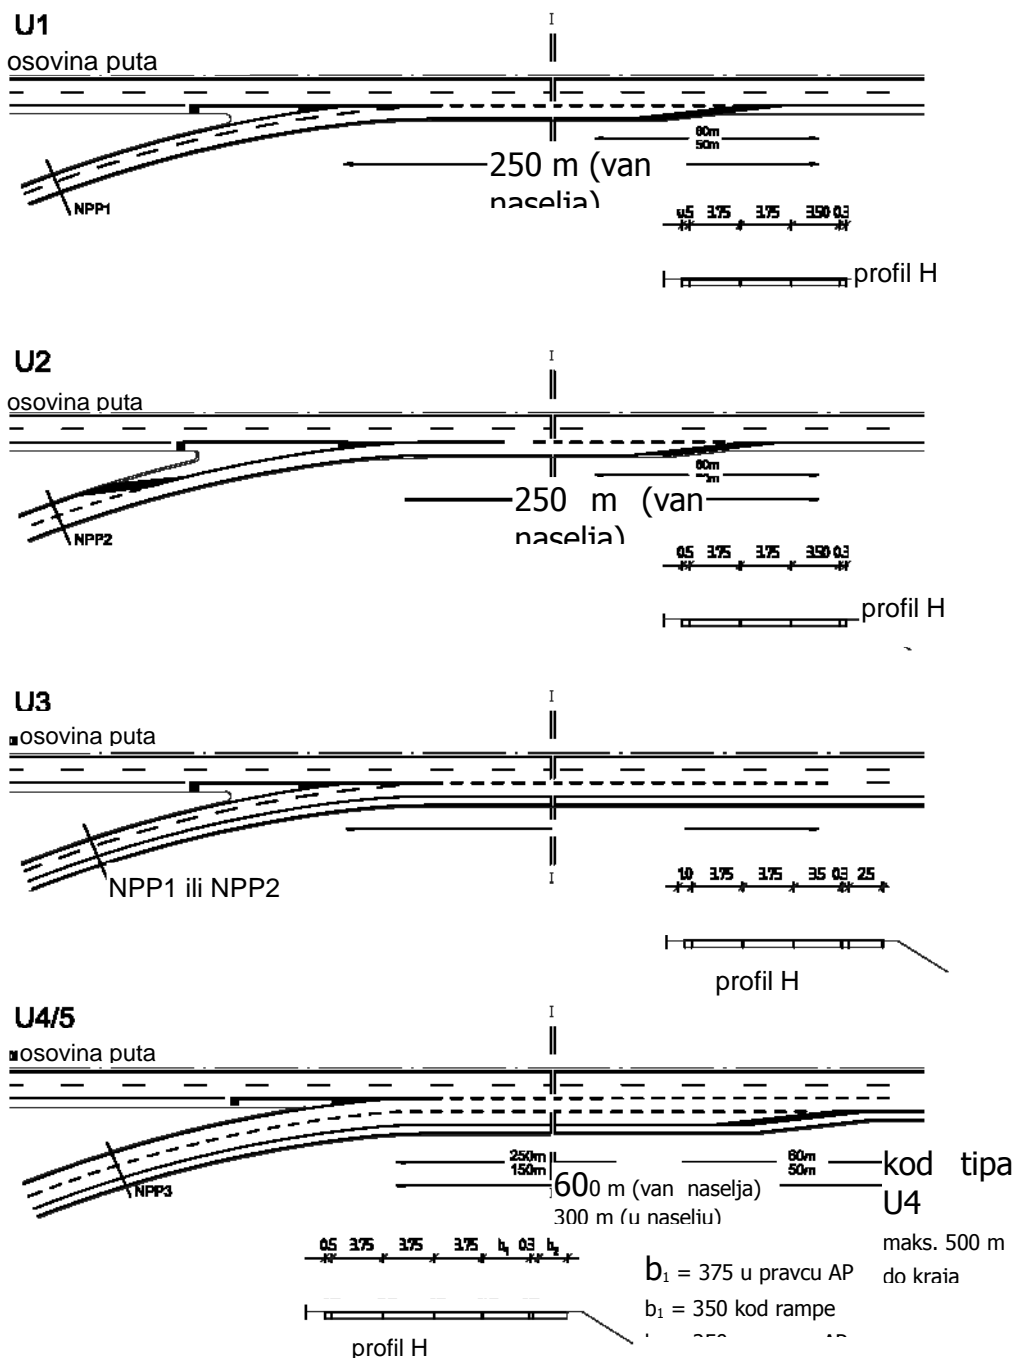 U1
osovina puta
I
60m
50m
250 m (van
naselja)
NPP1
0.5 3.75 3.75 3.50 0.3
profil H
U2
I
osovina puta
60m
250 m (van
naselja)
NPP2
0.5 3.75 3.75 3.50 0.3
profil H
U3
I
osovina puta
NPP1 ili NPP2
I
1.0 3.75 3.75 3.5 0.3 2.5
profil H
U4/5
I
osovina puta
250m
150m
60m
50m
kod tipa
U4
NPP3
600 m (van naselja)
300 m (u naselju)
maks. 500 m
do kraja
0.5 3.75 3.75 3.75 b₁ 0.3 b₂
b₁ = 375 u pravcu AP
b₁ = 350 kod rampe
profil H